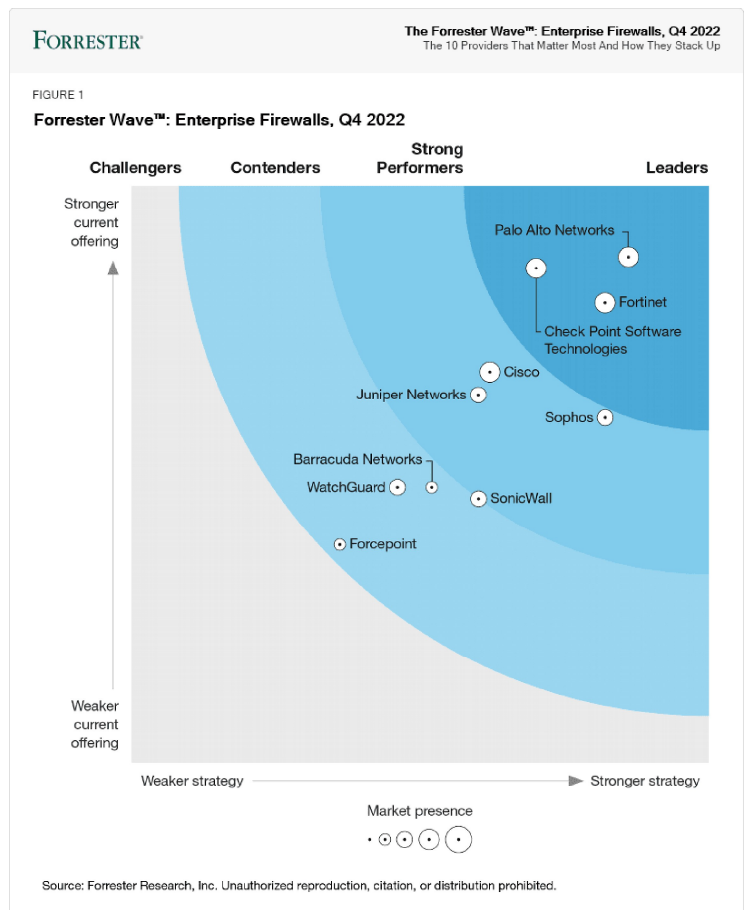 FORRESTER®
The Forrester Wave™: Enterprise Firewalls, Q4 2022
The 10 Providers That Matter Most And How They Stack Up
FIGURE 1
Forrester Wave™: Enterprise Firewalls, Q4 2022
Challengers
Contenders
Strong
Performers
Leaders
Stronger
current
offering
Palo Alto Networks
Fortinet
Check Point Software
Technologies
Cisco
Juniper Networks
Sophos
Barracuda Networks
WatchGuard
SonicWall
Forcepoint
Weaker
current
offering
Weaker strategy
Stronger strategy
Market presence
Source: Forrester Research, Inc. Unauthorized reproduction, citation, or distribution prohibited.